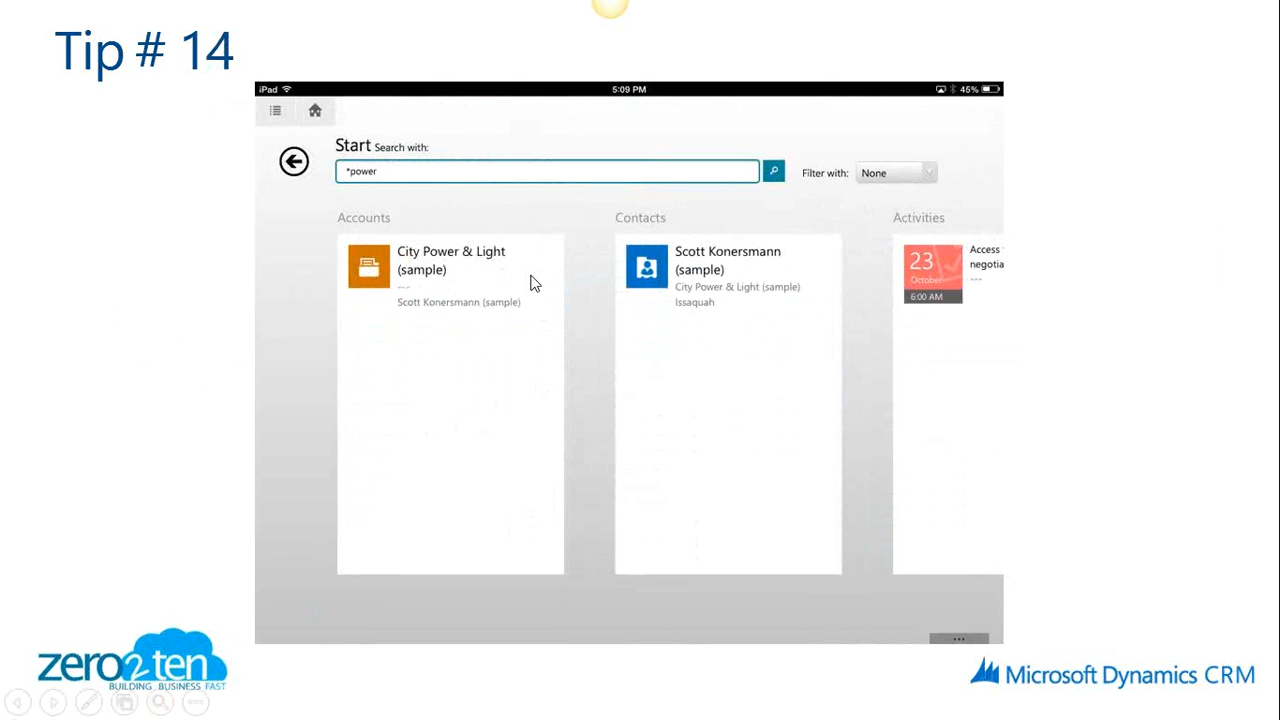 Tip # 14
iPad
5:09 PM
45%
Start Search with:
*power
Filter with:
None
Accounts
Contacts
Activities
City Power & Light
(sample)
---
Scott Konersmann (sample)
Scott Konersmann
(sample)
City Power & Light (sample)
Issaquah
23
October
6:00 AM
Access
negotia
---
zero2ten
BUILDING BUSINESS FAST
Microsoft Dynamics CRM